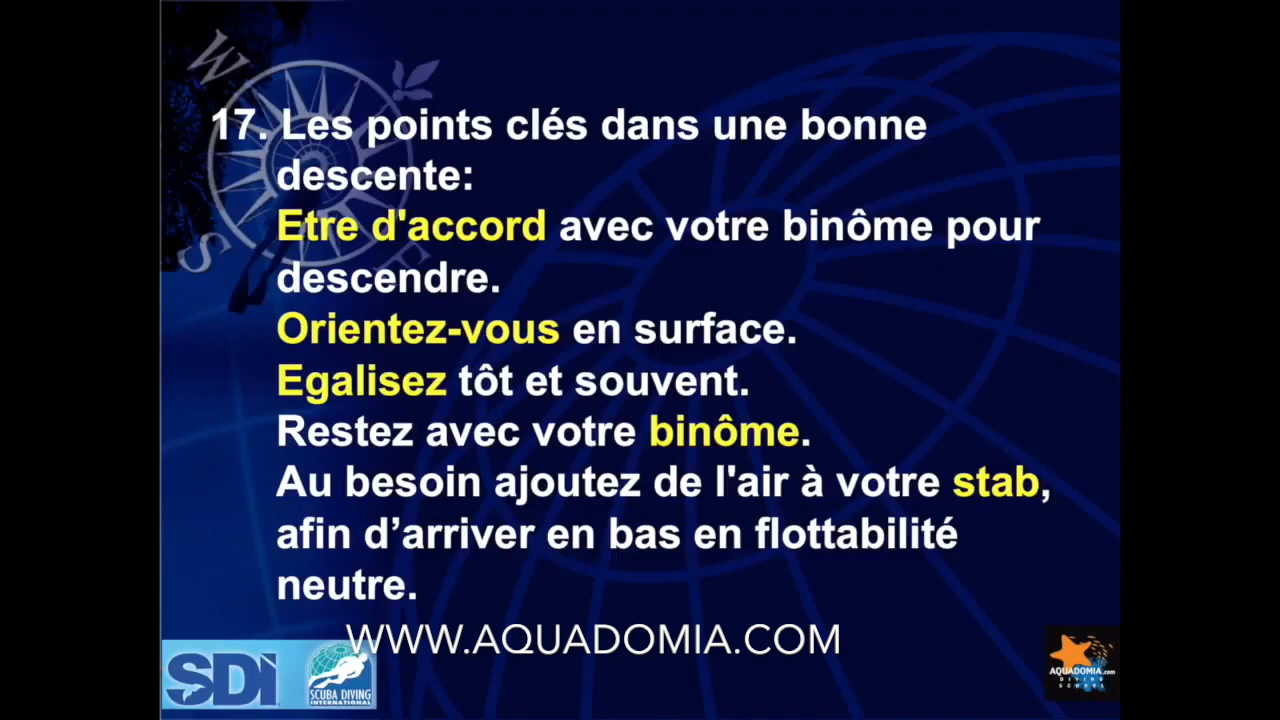 17. Les points clés dans une bonne
descente:
Etre d'accord avec votre binôme pour
descendre.
Orientez-vous en surface.
Egalisez tôt et souvent.
Restez avec votre binôme.
Au besoin ajoutez de l'air à votre stab,
afin d’arriver en bas en flottabilité
neutre.
WWW.AQUADOMIA.COM
SDI
SCUBA DIVING
INTERNATIONAL
AQUADOMIA.com
DIVING
SCHOOL
W
S
E